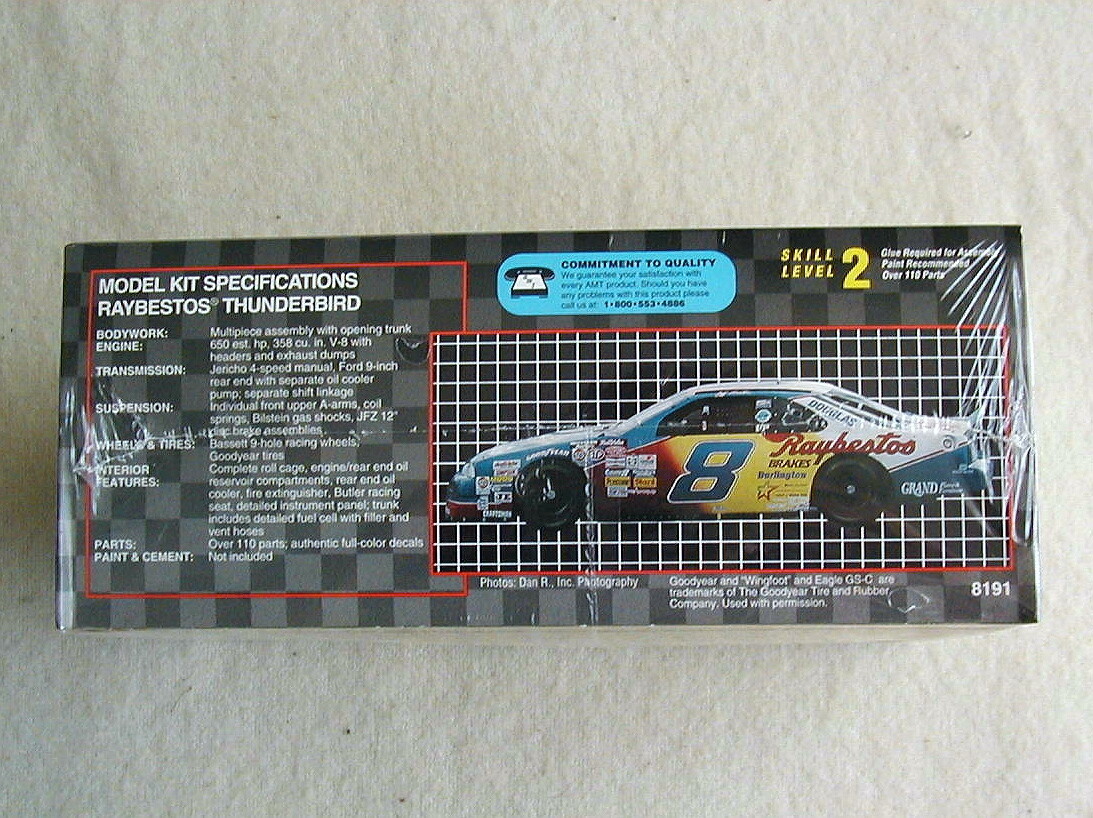 MODEL KIT SPECIFICATIONS
RAYBESTOS® THUNDERBIRD
BODYWORK: Multipiece assembly with opening trunk
ENGINE: 650 est. hp, 358 cu. in. V-8 with
headers and exhaust dumps
TRANSMISSION: Jericho 4-speed manual, Ford 9-inch
rear end with separate oil cooler
pump; separate shift linkage
SUSPENSION: Individual front upper A-arms, coil
springs, Bilstein gas shocks, JFZ 12"
disc brake assemblies
WHEELS & TIRES: Bassett 9-hole racing wheels,
Goodyear tires
INTERIOR FEATURES: Complete roll cage, engine/rear end oil
reservoir compartments, rear end oil
cooler, fire extinguisher, Butler racing
seat, detailed instrument panel; trunk
includes detailed fuel cell with filler and
vent hoses
PARTS: Over 110 parts; authentic full-color decals
PAINT & CEMENT: Not included
COMMITMENT TO QUALITY
We guarantee your satisfaction with
every AMT product. Should you have
any problems with this product please
call us at: 1•800•553•4886
SKILL
LEVEL 2
Glue Required for Assembly
Paint Recommended
Over 110 Parts
DOUGLAS
Raybestos
BRAKES
8
Burlington
GOODYEAR
GRAND
CRAFTSMAN
Photos: Dan R., Inc. Photography
Goodyear and "Wingfoot" and Eagle GS-C are
trademarks of The Goodyear Tire and Rubber
Company. Used with permission.
8191